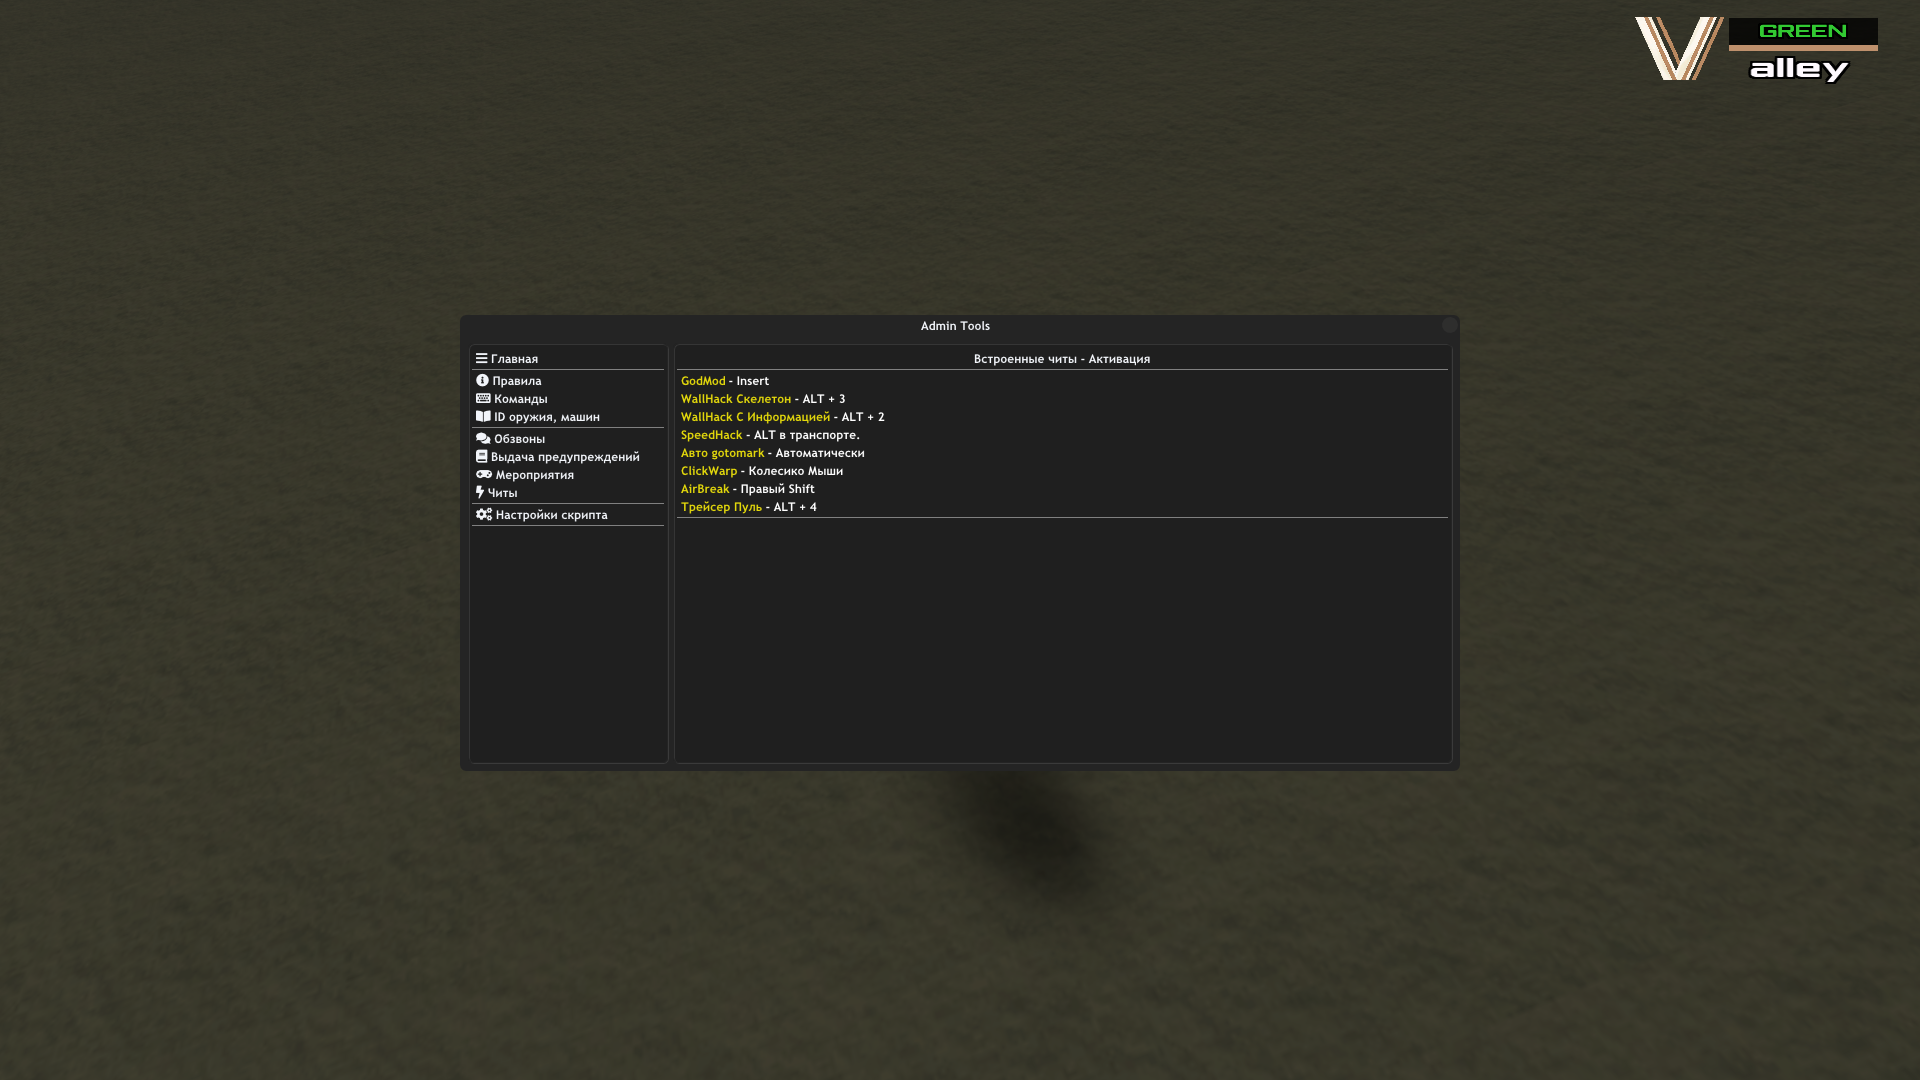 GREEN
alley
Admin Tools
Главная
Правила
Команды
ID оружия, машин
Обзвоны
Выдача предупреждений
Мероприятия
Читы
Настройки скрипта
Встроенные читы - Активация
GodMod - Insert
WallHack Скелетон - ALT + 3
WallHack С Информацией - ALT + 2
SpeedHack - ALT в транспорте.
Авто gotomark - Автоматически
ClickWarp - Колесико Мыши
AirBreak - Правый Shift
Трейсер Пуль - ALT + 4